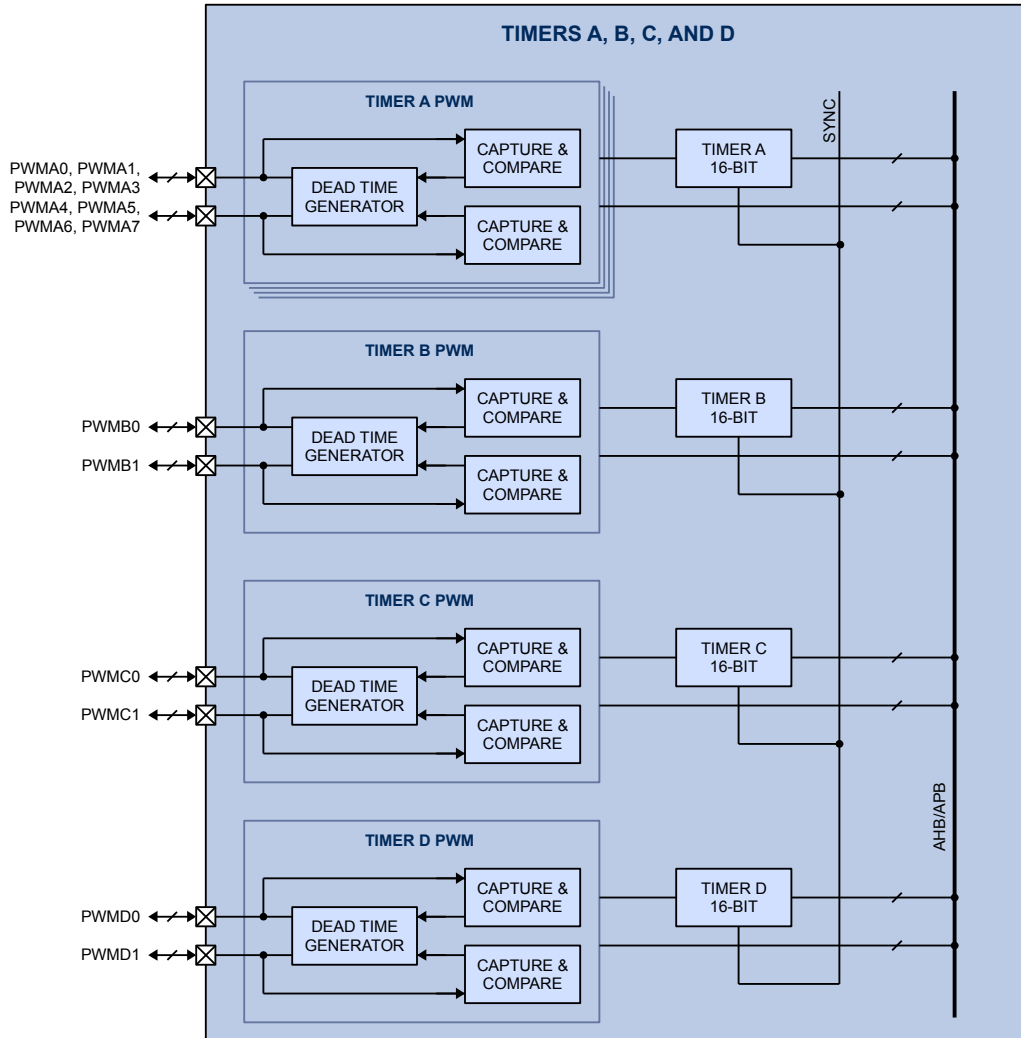 TIMERS A, B, C, AND D
TIMER A PWM
PWMA0, PWMA1,
PWMA2, PWMA3
PWMA4, PWMA5,
PWMA6, PWMA7
DEAD TIME
GENERATOR
CAPTURE &
COMPARE
CAPTURE &
COMPARE
TIMER A
16-BIT
SYNC
TIMER B PWM
PWMB0
PWMB1
DEAD TIME
GENERATOR
CAPTURE &
COMPARE
CAPTURE &
COMPARE
TIMER B
16-BIT
TIMER C PWM
PWMC0
PWMC1
DEAD TIME
GENERATOR
CAPTURE &
COMPARE
CAPTURE &
COMPARE
TIMER C
16-BIT
AHB/APB
TIMER D PWM
PWMD0
PWMD1
DEAD TIME
GENERATOR
CAPTURE &
COMPARE
CAPTURE &
COMPARE
TIMER D
16-BIT